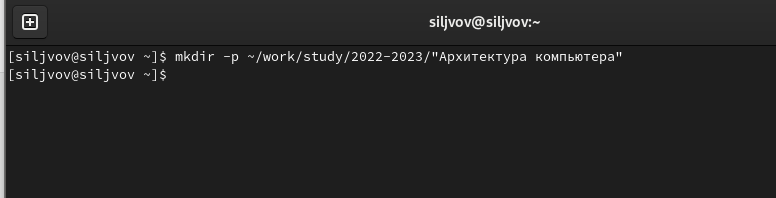 siljvov@siljvov:~
[siljvov@siljvov ~]$ mkdir -p ~/work/study/2022-2023/"Архитектура компьютера"
[siljvov@siljvov ~]$